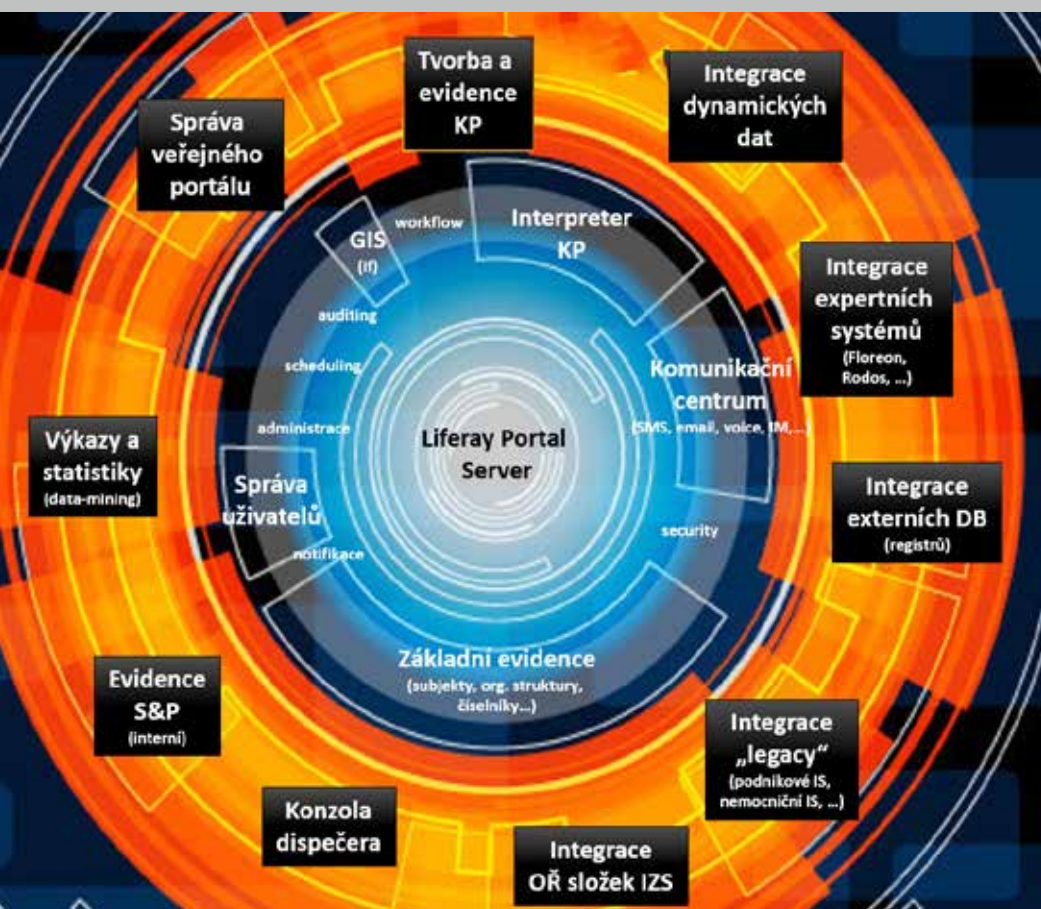 Tvorba a
evidence
KP
Integrace
dynamických
dat
Správa
veřejného
portálu
workflow
Interpreter
KP
GIS
(if)
Integrace
expertních
systémů
(Floreon,
Rodos, ...)
auditing
scheduling
Komunikační
centrum
(SMS, email, voice, IM,...)
administrace
Liferay Portal
Server
Výkazy a
statistiky
(data-mining)
Správa
uživatelů
Integrace
externích DB
(registrů)
security
notifikace
Základní evidence
(subjekty, org. struktury,
číselníky...)
Evidence
S&P
(interní)
Integrace
„legacy“
(podnikové IS,
nemocniční IS, ...)
Konzola
dispečera
Integrace
OŘ složek IZS